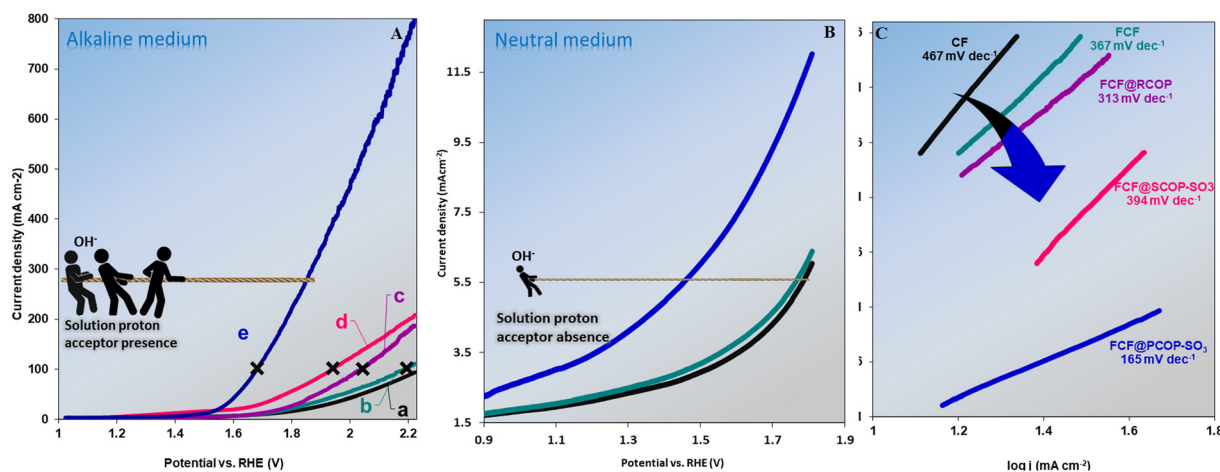 Alkaline medium
A
800
700
600
500
400
300
200
100
0
1
1.2
1.4
1.6
1.8
2
2.2
Current density (mA cm-2)
Potential vs. RHE (V)
OH-
Solution proton
acceptor presence
e
d
c
b
a
Neutral medium
B
11.5
9.5
7.5
5.5
3.5
1.5
0.9
1.1
1.3
1.5
1.7
1.9
Current density (mAcm-2)
Potential vs. RHE (V)
OH-
Solution proton
acceptor absence
C
CF
467 mV dec-1
FCF
367 mV dec-1
FCF@RCOP
313 mV dec-1
FCF@SCOP-SO3
394 mV dec-1
FCF@PCOP-SO3
165 mV dec-1
1
1.2
1.4
1.6
1.8
2
log j (mA cm-2)